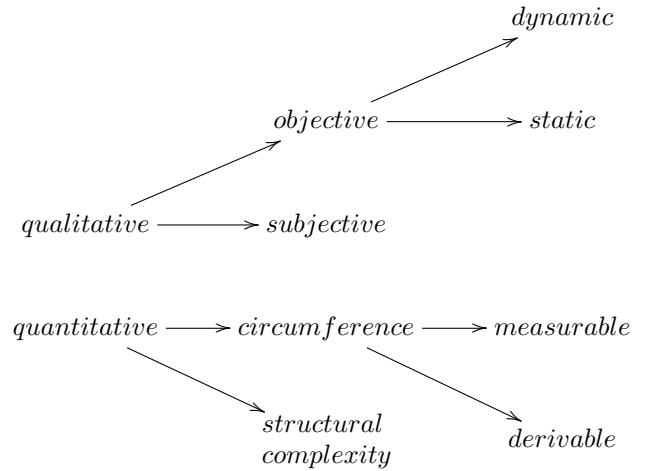 dynamic
objective static
qualitative subjective
quantitative circumference measurable
structural
complexity
derivable